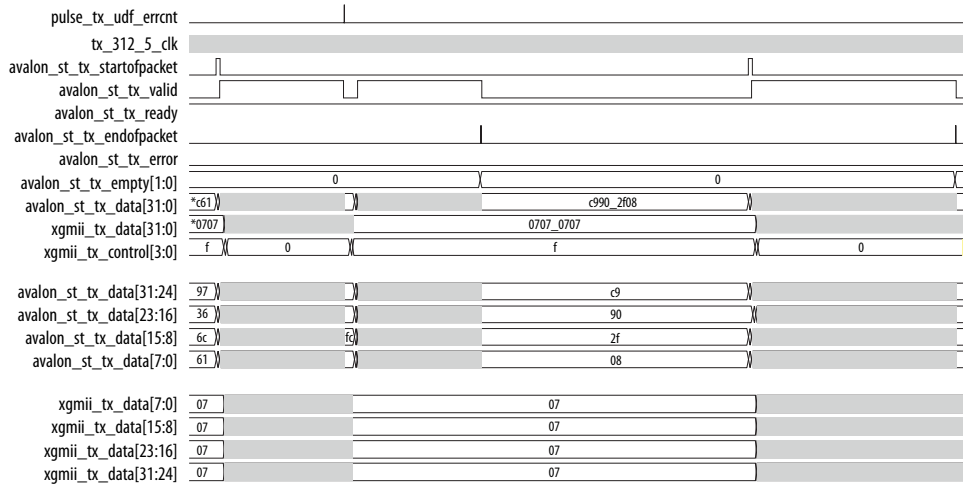 pulse_tx_udf_errcnt
tx_312_5_clk
avalon_st_tx_startofpacket
avalon_st_tx_valid
avalon_st_tx_ready
avalon_st_tx_endofpacket
avalon_st_tx_error
avalon_st_tx_empty[1:0] 0 0
avalon_st_tx_data[31:0] *c61 c990_2f08
xgmii_tx_data[31:0] *0707 0707_0707
xgmii_tx_control[3:0] f 0 f 0
avalon_st_tx_data[31:24] 97 c9
avalon_st_tx_data[23:16] 36 90
avalon_st_tx_data[15:8] 6c fc 2f
avalon_st_tx_data[7:0] 61 08
xgmii_tx_data[7:0] 07 07
xgmii_tx_data[15:8] 07 07
xgmii_tx_data[23:16] 07 07
xgmii_tx_data[31:24] 07 07